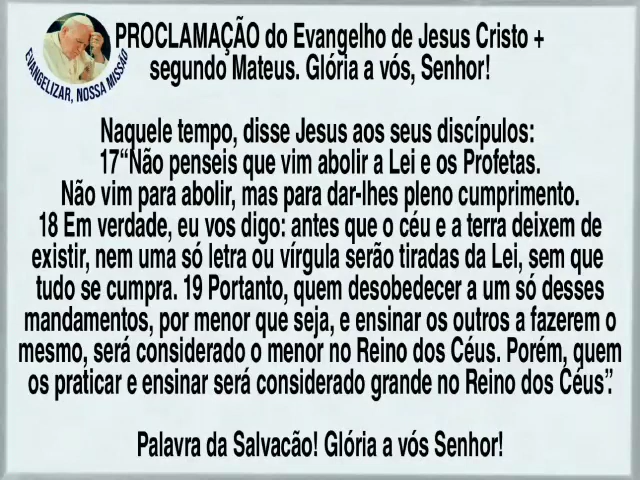 EVANGELIZAR, NOSSA MISSÃO
PROCLAMAÇÃO do Evangelho de Jesus Cristo +
segundo Mateus. Glória a vós, Senhor!
Naquele tempo, disse Jesus aos seus discípulos:
17“Não penseis que vim abolir a Lei e os Profetas.
Não vim para abolir, mas para dar-lhes pleno cumprimento.
18 Em verdade, eu vos digo: antes que o céu e a terra deixem de
existir, nem uma só letra ou vírgula serão tiradas da Lei, sem que
tudo se cumpra. 19 Portanto, quem desobedecer a um só desses
mandamentos, por menor que seja, e ensinar os outros a fazerem o
mesmo, será considerado o menor no Reino dos Céus. Porém, quem
os praticar e ensinar será considerado grande no Reino dos Céus”.
Palavra da Salvacão! Glória a vós Senhor!